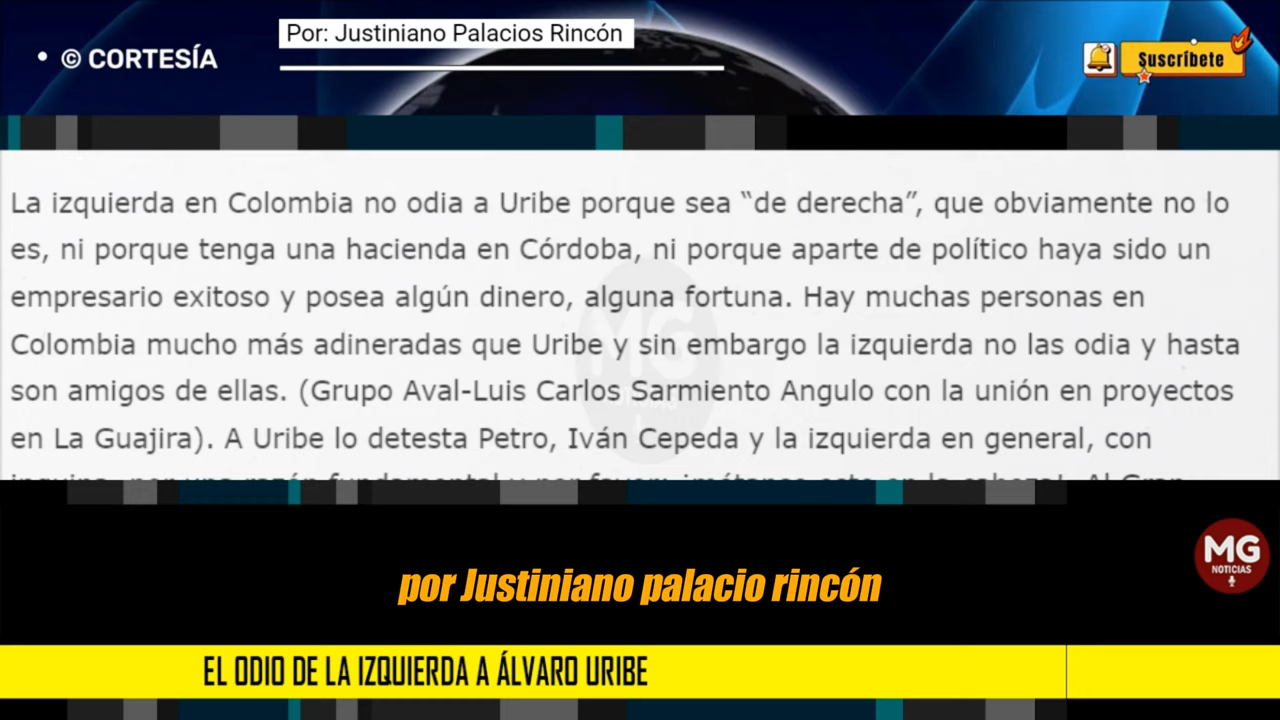 Por: Justiniano Palacios Rincón
• © CORTESÍA
Suscríbete
La izquierda en Colombia no odia a Uribe porque sea “de derecha”, que obviamente no lo
es, ni porque tenga una hacienda en Córdoba, ni porque aparte de político haya sido un
empresario exitoso y posea algún dinero, alguna fortuna. Hay muchas personas en
Colombia mucho más adineradas que Uribe y sin embargo la izquierda no las odia y hasta
son amigos de ellas. (Grupo Aval-Luis Carlos Sarmiento Angulo con la unión en proyectos
en La Guajira). A Uribe lo detesta Petro, Iván Cepeda y la izquierda en general, con
MG
NOTICIAS
por Justiniano palacio rincón
EL ODIO DE LA IZQUIERDA A ÁLVARO URIBE